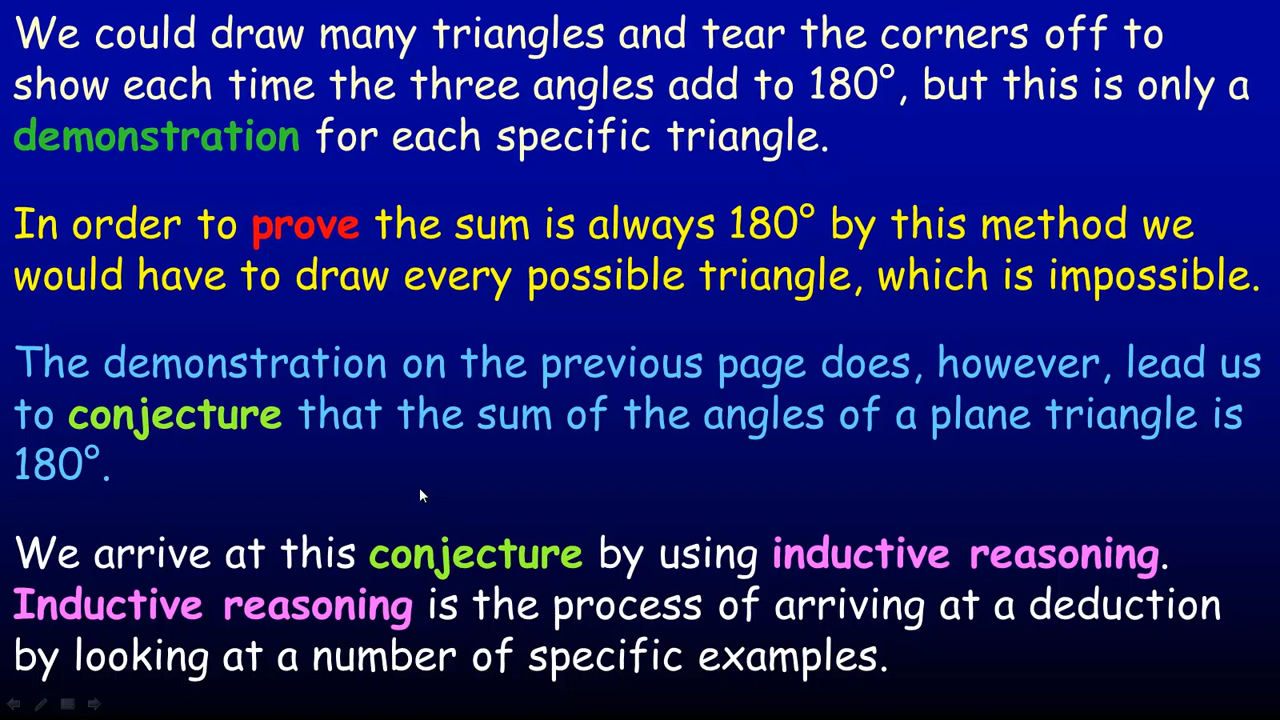 We could draw many triangles and tear the corners off to
show each time the three angles add to 180°, but this is only a
demonstration for each specific triangle.
In order to prove the sum is always 180° by this method we
would have to draw every possible triangle, which is impossible.
The demonstration on the previous page does, however, lead us
to conjecture that the sum of the angles of a plane triangle is
180°.
We arrive at this conjecture by using inductive reasoning.
Inductive reasoning is the process of arriving at a deduction
by looking at a number of specific examples.